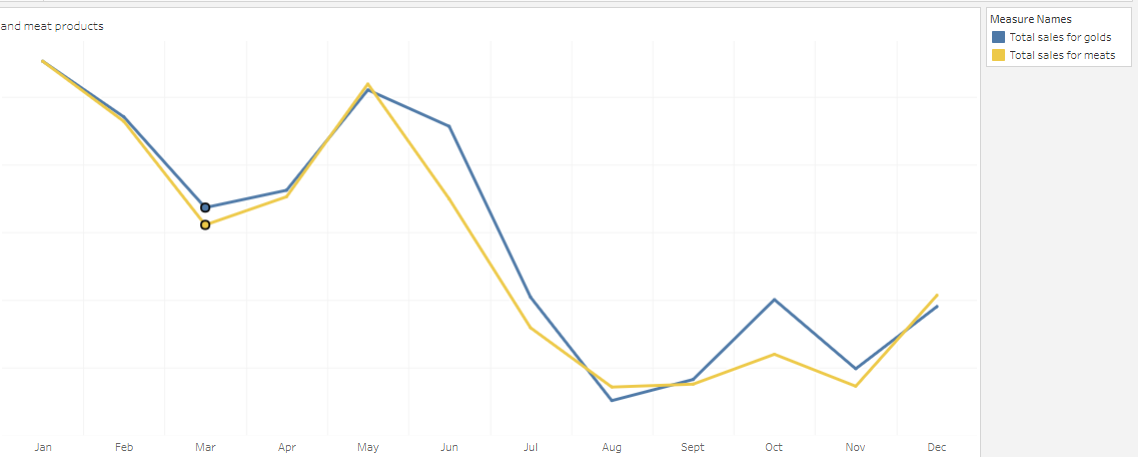 and meat products
Measure Names
Total sales for golds
Total sales for meats
Jan Feb Mar Apr May Jun Jul Aug Sept Oct Nov Dec